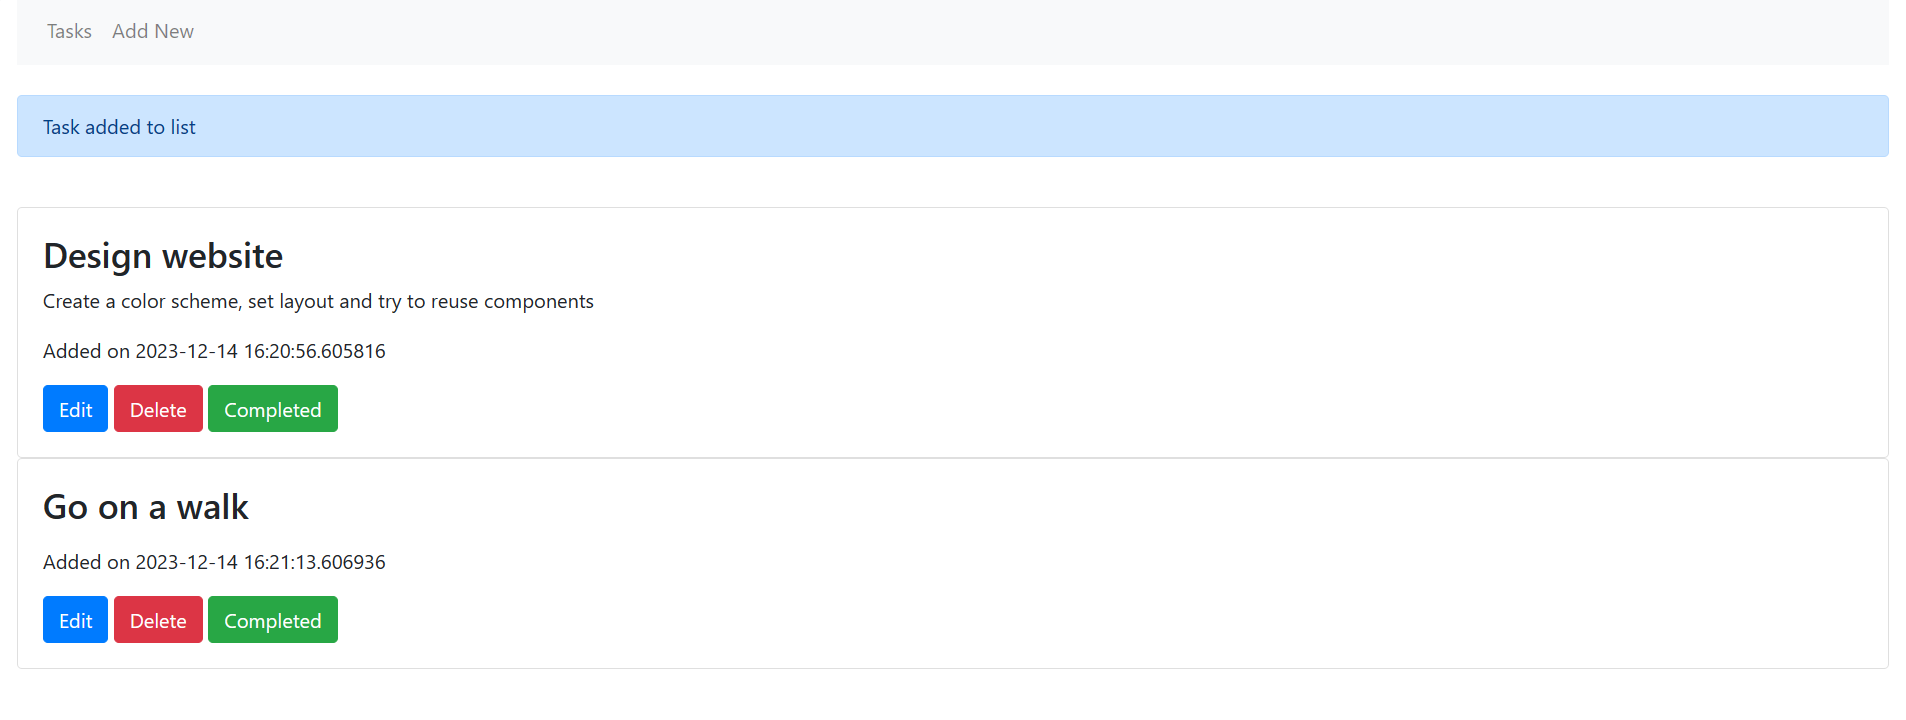 Tasks Add New
Task added to list
Design website
Create a color scheme, set layout and try to reuse components
Added on 2023-12-14 16:20:56.605816
Edit Delete Completed
Go on a walk
Added on 2023-12-14 16:21:13.606936
Edit Delete Completed